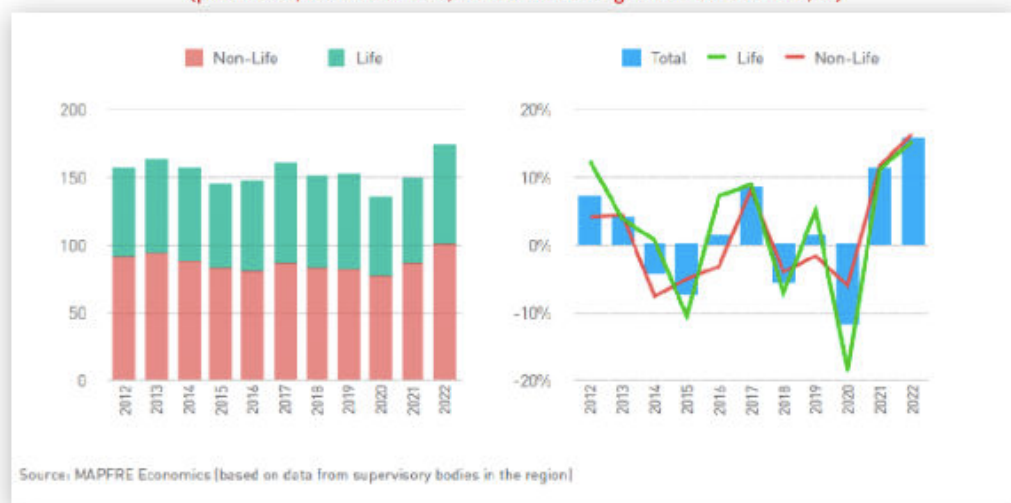 Non-Life Life
Total Life Non-Life
200
150
100
50
0
2012 2013 2014 2015 2016 2017 2018 2019 2020 2021 2022
20%
10%
0%
-10%
-20%
2012 2013 2014 2015 2016 2017 2018 2019 2020 2021 2022
Source: MAPFRE Economics (based on data from supervisory bodies in the region)